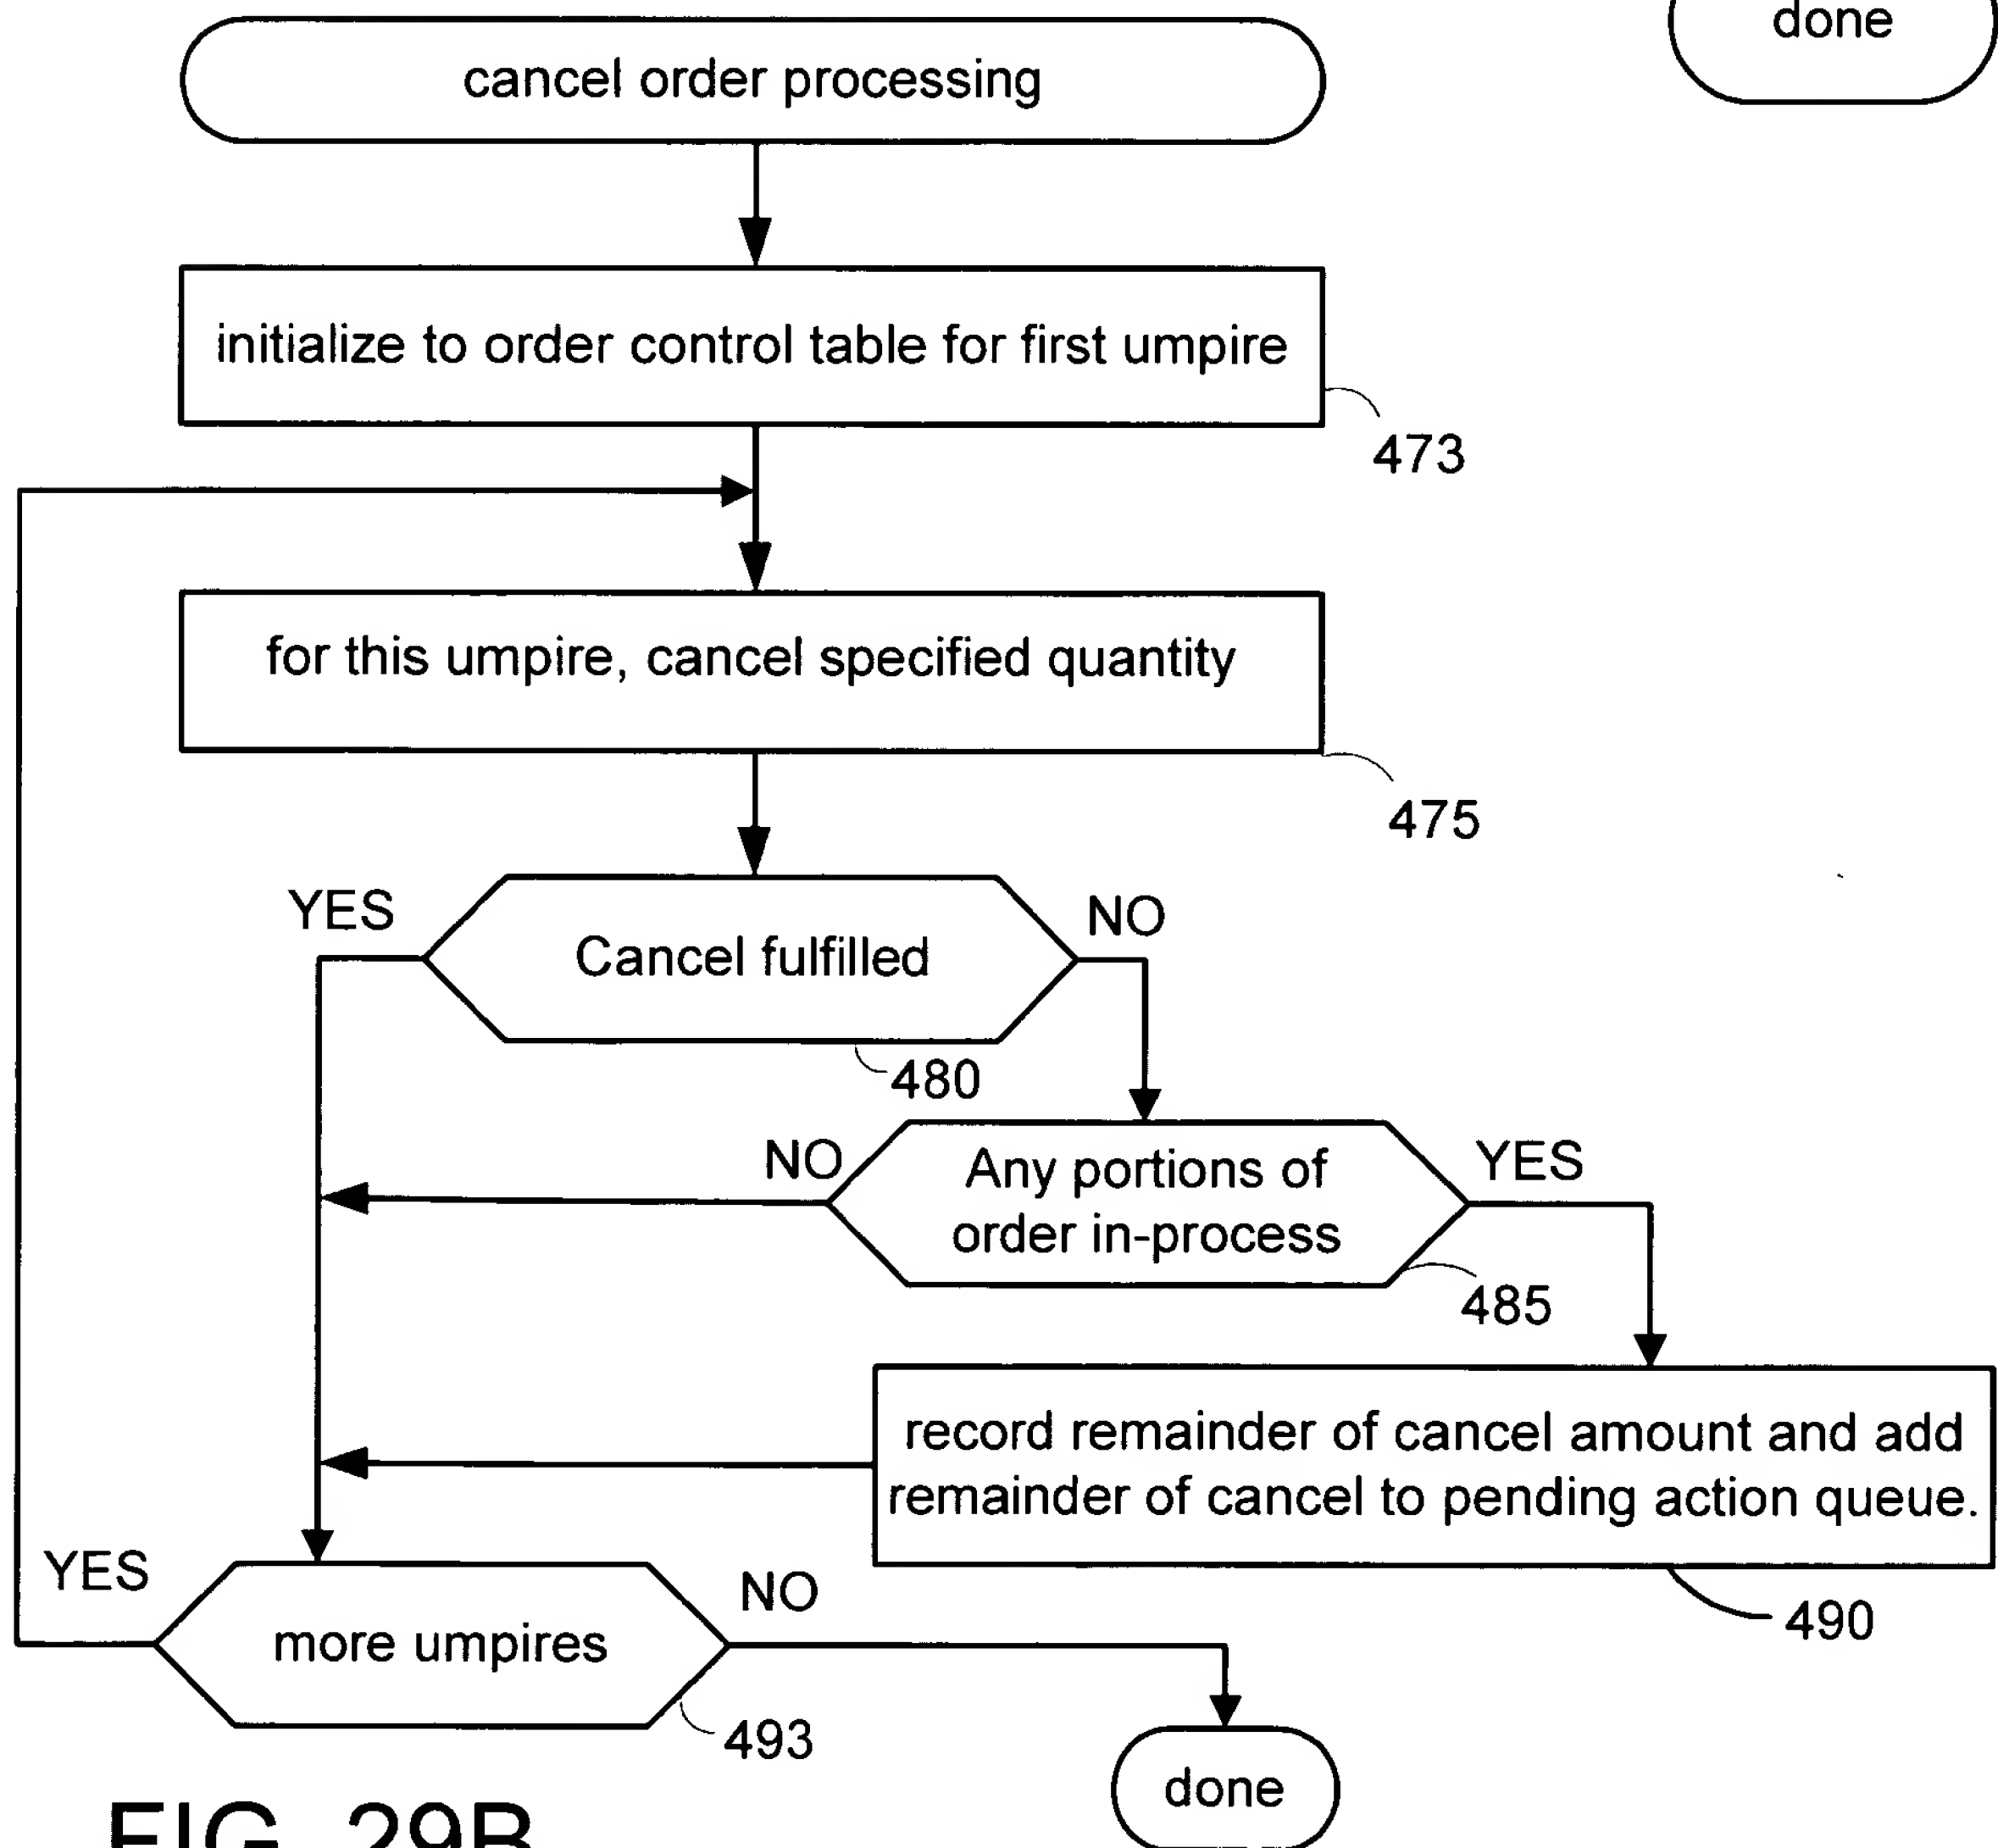 done
cancel order processing
initialize to order control table for first umpire
473
for this umpire, cancel specified quantity
475
YES
NO
Cancel fulfilled
480
NO
YES
Any portions of
order in-process
485
record remainder of cancel amount and add
remainder of cancel to pending action queue.
490
YES
NO
more umpires
493
done
FIG. 29B